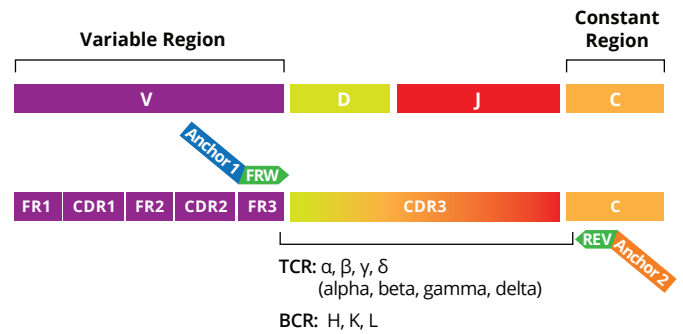 Variable Region
Constant
Region
V
D
J
C
Anchor 1
FRW
FR1
CDR1
FR2
CDR2
FR3
CDR3
C
REV
Anchor 2
TCR: α, β, γ, δ
(alpha, beta, gamma, delta)
BCR: H, K, L